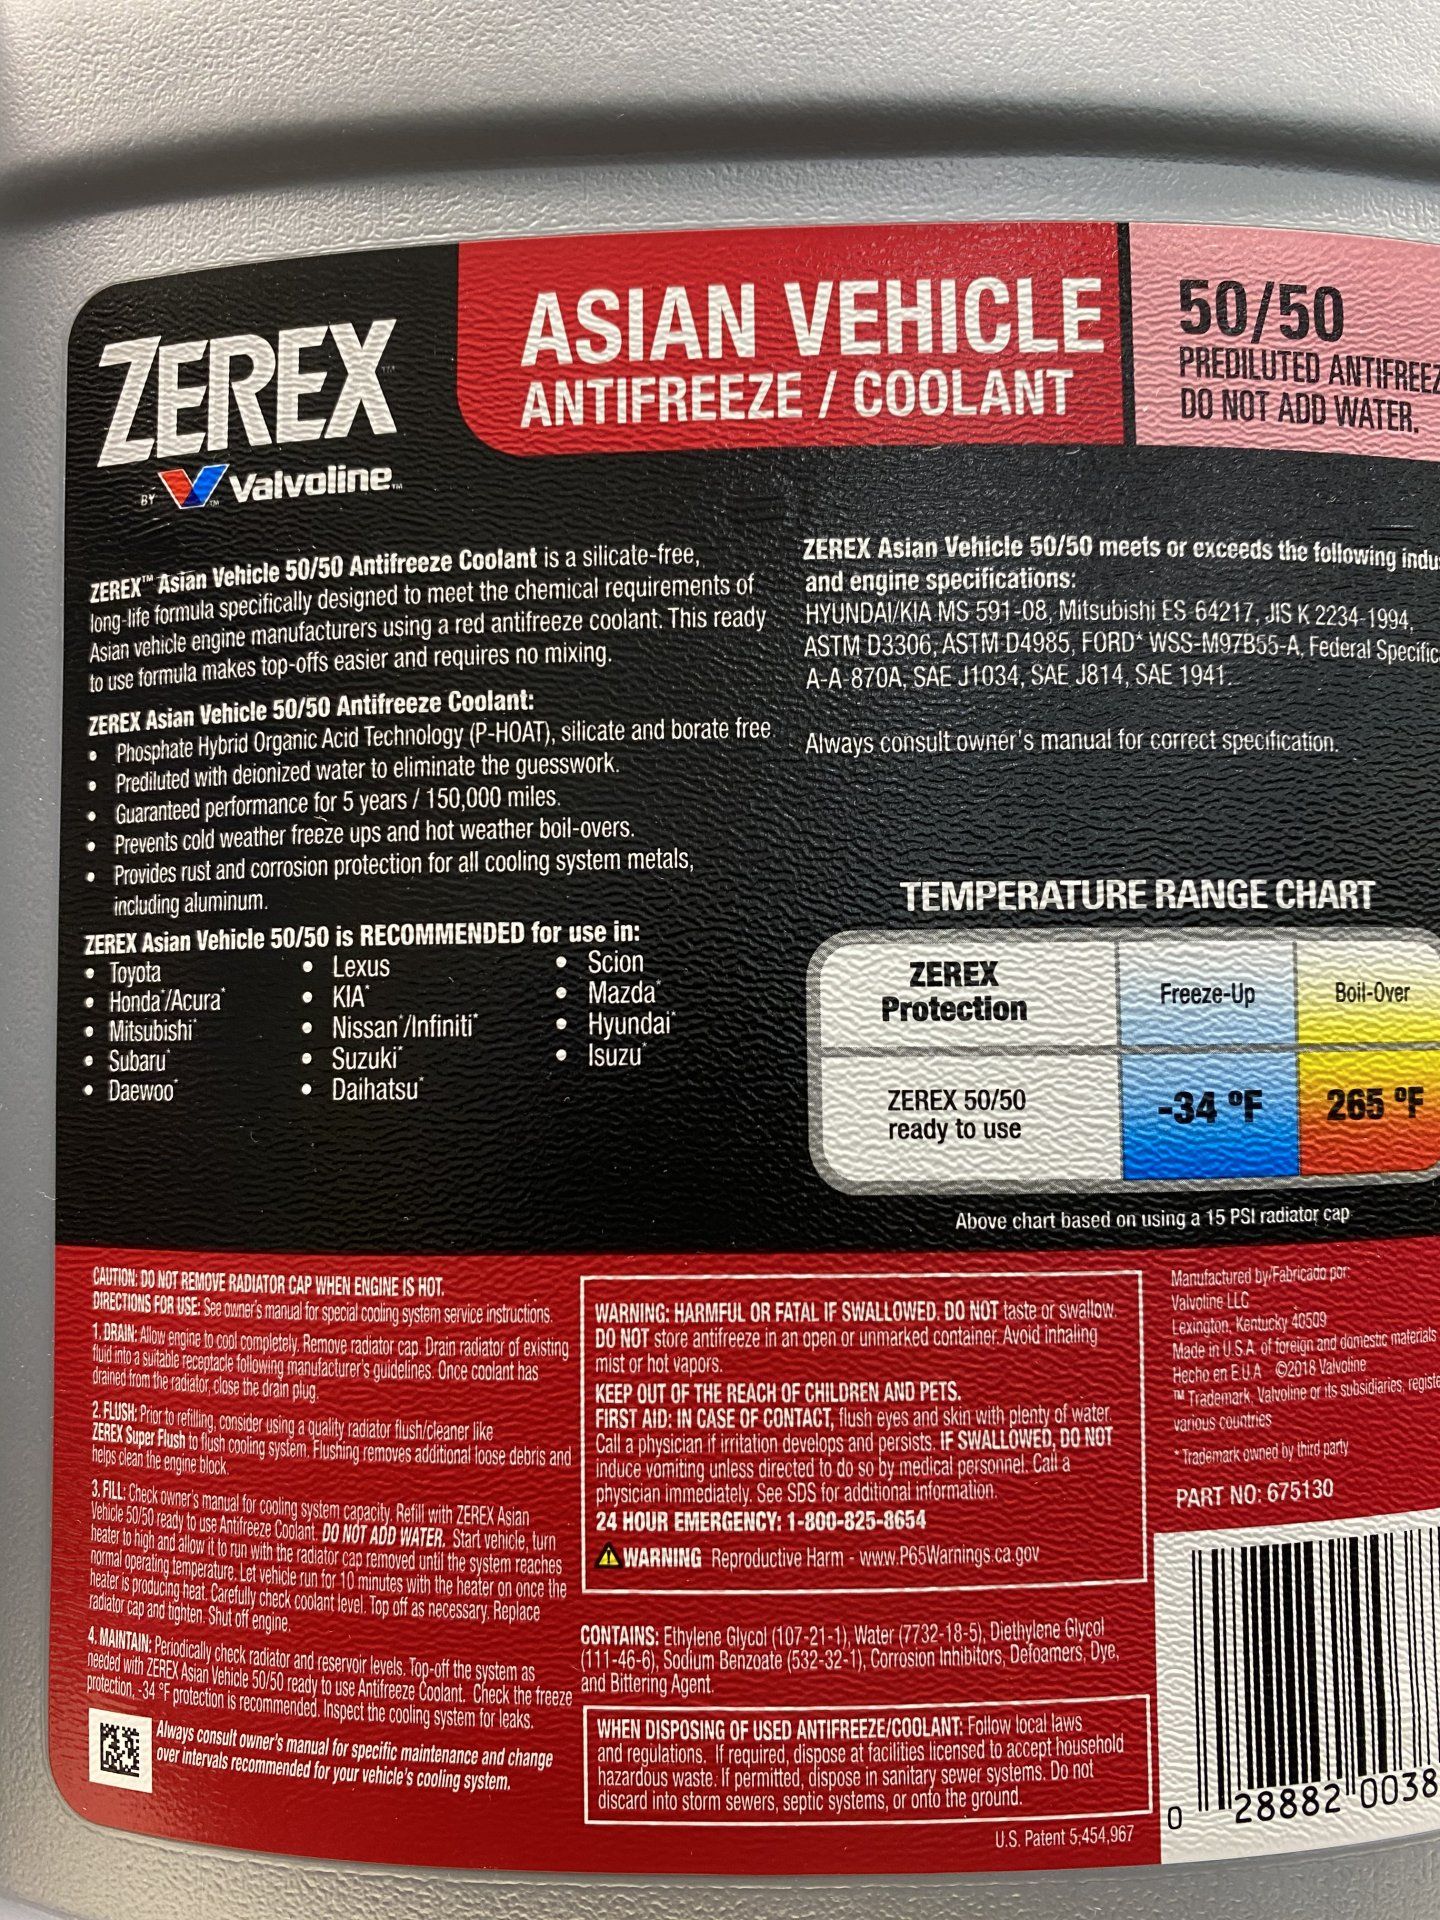 ZEREX™
BY Valvoline™
ASIAN VEHICLE
ANTIFREEZE / COOLANT
50/50
PREDILUTED ANTIFREEZ
DO NOT ADD WATER.
ZEREX™ Asian Vehicle 50/50 Antifreeze Coolant is a silicate-free,
long-life formula specifically designed to meet the chemical requirements of
Asian vehicle engine manufacturers using a red antifreeze coolant. This ready
to use formula makes top-offs easier and requires no mixing.
ZEREX Asian Vehicle 50/50 Antifreeze Coolant:
• Phosphate Hybrid Organic Acid Technology (P-HOAT), silicate and borate free
• Prediluted with deionized water to eliminate the guesswork.
• Guaranteed performance for 5 years / 150,000 miles.
• Prevents cold weather freeze ups and hot weather boil-overs.
• Provides rust and corrosion protection for all cooling system metals,
including aluminum.
ZEREX Asian Vehicle 50/50 is RECOMMENDED for use in:
• Toyota
• Honda*/Acura*
• Mitsubishi*
• Subaru*
• Daewoo*
• Lexus
• KIA*
• Nissan*/Infiniti*
• Suzuki*
• Daihatsu*
• Scion
• Mazda*
• Hyundai*
• Isuzu*
ZEREX Asian Vehicle 50/50 meets or exceeds the following indu
and engine specifications:
HYUNDAI/KIA MS 591-08, Mitsubishi ES 64217, JIS K 2234-1994,
ASTM D3306, ASTM D4985, FORD* WSS-M97B55-A, Federal Specific
A-A-870A, SAE J1034, SAE J814, SAE 1941.
Always consult owner's manual for correct specification.
TEMPERATURE RANGE CHART
ZEREX
Protection
Freeze-Up
Boil-Over
ZEREX 50/50
ready to use
-34 ºF
265 ºF
Above chart based on using a 15 PSI radiator cap
CAUTION: DO NOT REMOVE RADIATOR CAP WHEN ENGINE IS HOT.
DIRECTIONS FOR USE: See owner's manual for special cooling system service instructions.
1. DRAIN: Allow engine to cool completely. Remove radiator cap. Drain radiator of existing
fluid into a suitable receptacle following manufacturer's guidelines. Once coolant has
drained from the radiator, close the drain plug.
2. FLUSH: Prior to refilling, consider using a quality radiator flush/cleaner like
ZEREX Super Flush to flush cooling system. Flushing removes additional loose debris and
helps clean the engine block.
3. FILL: Check owner's manual for cooling system capacity. Refill with ZEREX Asian
Vehicle 50/50 ready to use Antifreeze Coolant. DO NOT ADD WATER. Start vehicle, turn
heater to high and allow it to run with the radiator cap removed until the system reaches
normal operating temperature. Let vehicle run for 10 minutes with the heater on once the
heater is producing heat. Carefully check coolant level. Top off as necessary. Replace
radiator cap and tighten. Shut off engine.
4. MAINTAIN: Periodically check radiator and reservoir levels. Top-off the system as
needed with ZEREX Asian Vehicle 50/50 ready to use Antifreeze Coolant. Check the freeze
protection, -34 °F protection is recommended. Inspect the cooling system for leaks.
Always consult owner's manual for specific maintenance and change
over intervals recommended for your vehicle's cooling system.
WARNING: HARMFUL OR FATAL IF SWALLOWED. DO NOT taste or swallow.
DO NOT store antifreeze in an open or unmarked container. Avoid inhaling
mist or hot vapors.
KEEP OUT OF THE REACH OF CHILDREN AND PETS.
FIRST AID: IN CASE OF CONTACT, flush eyes and skin with plenty of water.
Call a physician if irritation develops and persists. IF SWALLOWED, DO NOT
induce vomiting unless directed to do so by medical personnel. Call a
physician immediately. See SDS for additional information.
24 HOUR EMERGENCY: 1-800-825-8654
WARNING Reproductive Harm - www.P65Warnings.ca.gov
CONTAINS: Ethylene Glycol (107-21-1), Water (7732-18-5), Diethylene Glycol
(111-46-6), Sodium Benzoate (532-32-1), Corrosion Inhibitors, Defoamers, Dye,
and Bittering Agent.
WHEN DISPOSING OF USED ANTIFREEZE/COOLANT: Follow local laws
and regulations. If required, dispose at facilities licensed to accept household
hazardous waste. If permitted, dispose in sanitary sewer systems. Do not
discard into storm sewers, septic systems, or onto the ground.
U.S. Patent 5,454,967
Manufactured by/Fabricado por:
Valvoline LLC
Lexington, Kentucky 40509
Made in U.S.A. of foreign and domestic materials
Hecho en E.U.A. ©2018 Valvoline
™ Trademark, Valvoline or its subsidiaries, registe
various countries
* Trademark owned by third party
PART NO: 675130
0 28882 0038